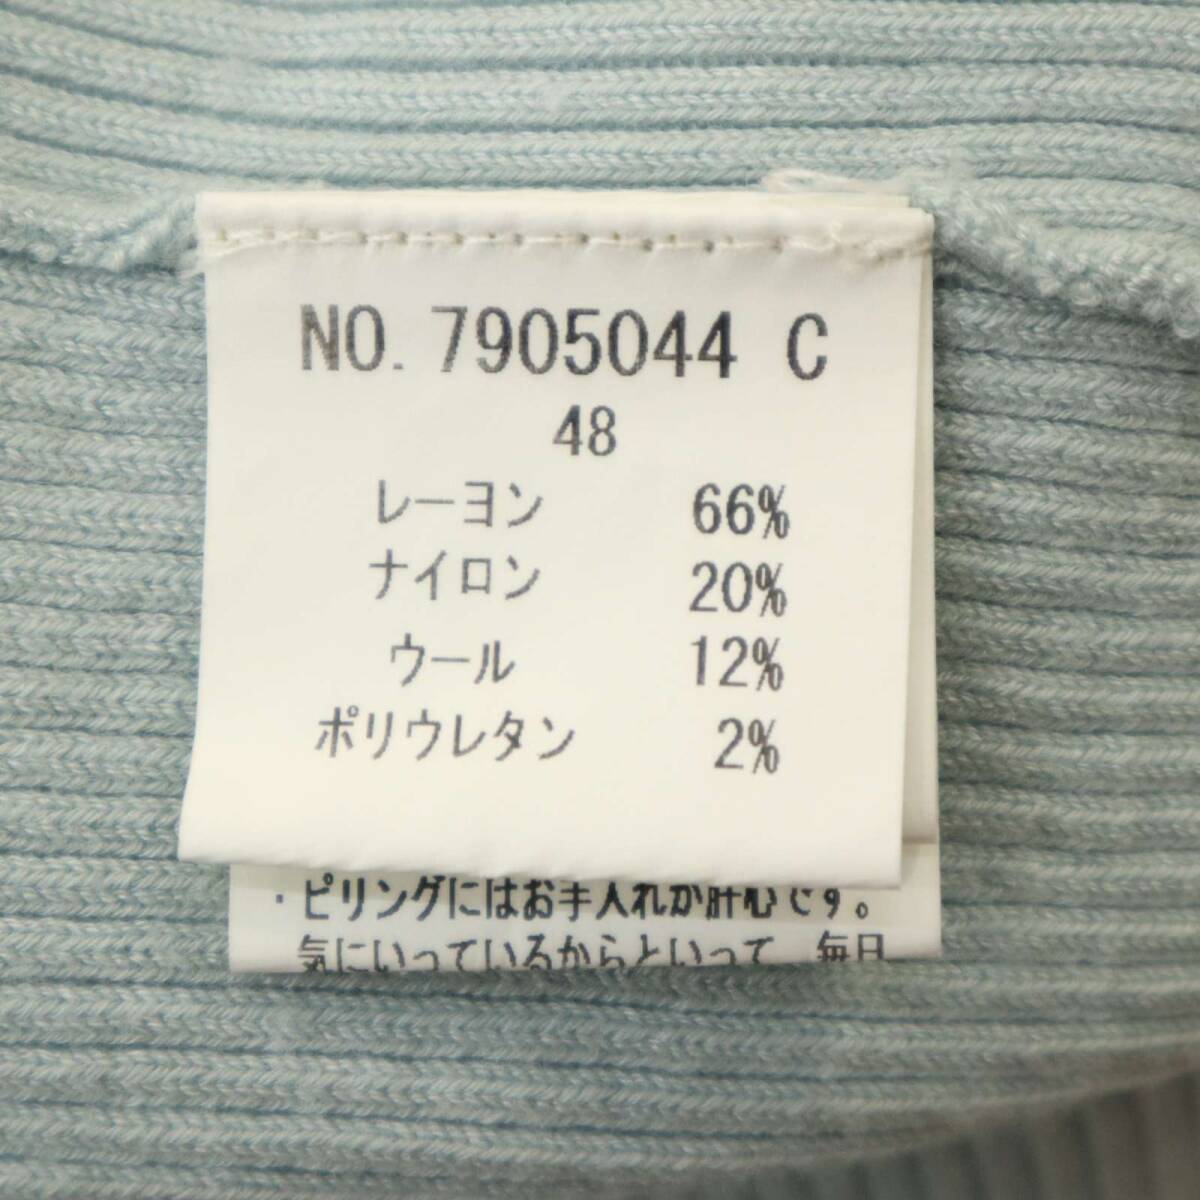 NO. 7905044 C
48
レーヨン 66%
ナイロン 20%
ウール 12%
ポリウレタン 2%
・ピリングにはお手入れが肝心です。
気にいっているからといって、毎日